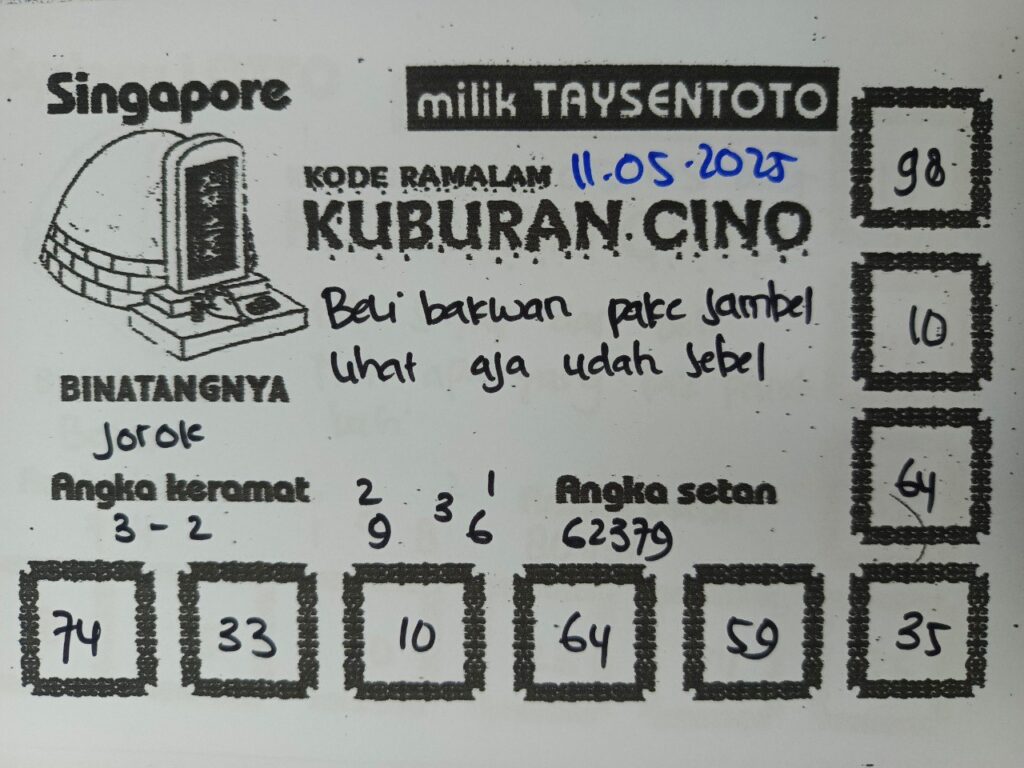 Singapore
milik TAYSENTOTO
KODE RAMALAM 11.05.2025
KUBURAN CINO
Beli bakwan pake sambel
lihat aja udah sebel
BINATANGNYA
Jorok
Angka keramat
3 - 2
2 3 1
9 6
Angka setan
62379
98
10
64
74 33 10 64 59 35